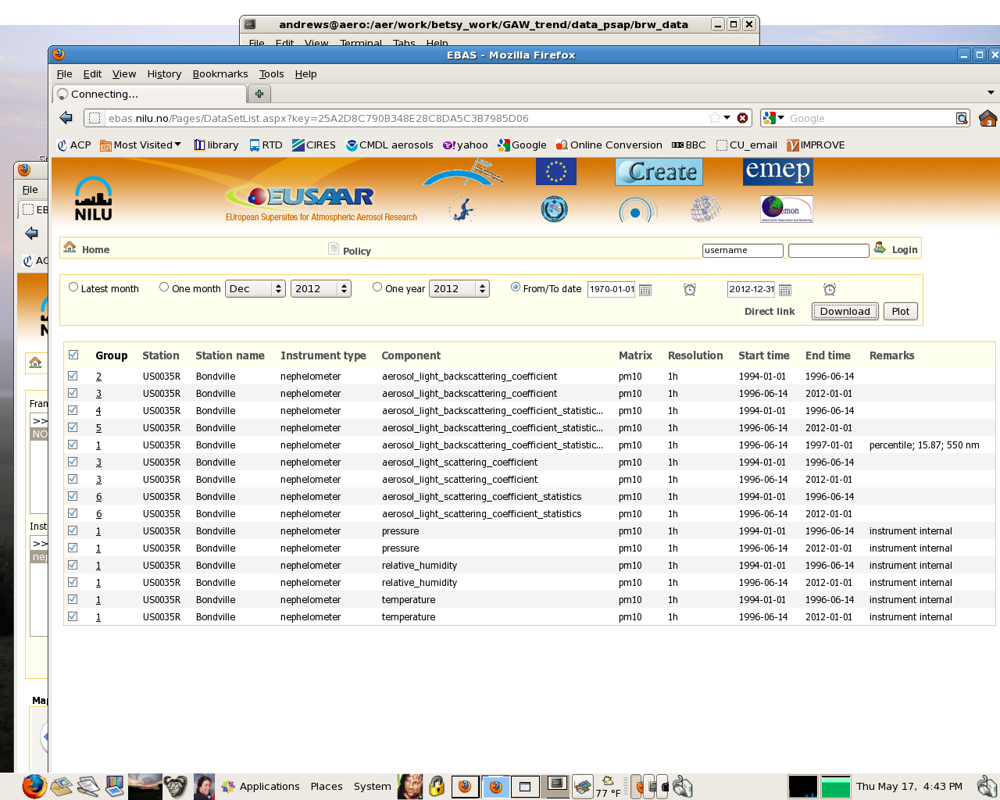 andrews@aero:/aer/work/betsy_work/GAW_trend/data_psap/brw_data
File Edit View Terminal Tabs Help
EBAS - Mozilla Firefox
File Edit View History Bookmarks Tools Help
Connecting...
ebas.nilu.no/Pages/DataSetList.aspx?key=25A2D8C790B348E28C8DA5C3B7985D06
Google
ACP Most Visited library RTD CIRES CMDL aerosols yahoo Google Online Conversion BBC CU_email IMPROVE
File
EB
AC
NILU
EUSAAR
EUropean Supersites for Atmospheric Aerosol Research
Create
emep
Home Policy username Login
Latest month One month Dec 2012 One year 2012 From/To date 1970-01-01 2012-12-31
Direct link Download Plot
Group Station Station name Instrument type Component Matrix Resolution Start time End time Remarks
2 US0035R Bondville nephelometer aerosol_light_backscattering_coefficient pm10 1h 1994-01-01 1996-06-14
3 US0035R Bondville nephelometer aerosol_light_backscattering_coefficient pm10 1h 1996-06-14 2012-01-01
4 US0035R Bondville nephelometer aerosol_light_backscattering_coefficient_statistic... pm10 1h 1994-01-01 1996-06-14
5 US0035R Bondville nephelometer aerosol_light_backscattering_coefficient_statistic... pm10 1h 1996-06-14 2012-01-01
1 US0035R Bondville nephelometer aerosol_light_backscattering_coefficient_statistic... pm10 1h 1996-06-14 1997-01-01 percentile; 15.87; 550 nm
3 US0035R Bondville nephelometer aerosol_light_scattering_coefficient pm10 1h 1994-01-01 1996-06-14
3 US0035R Bondville nephelometer aerosol_light_scattering_coefficient pm10 1h 1996-06-14 2012-01-01
6 US0035R Bondville nephelometer aerosol_light_scattering_coefficient_statistics pm10 1h 1994-01-01 1996-06-14
6 US0035R Bondville nephelometer aerosol_light_scattering_coefficient_statistics pm10 1h 1996-06-14 2012-01-01
1 US0035R Bondville nephelometer pressure pm10 1h 1994-01-01 1996-06-14 instrument internal
1 US0035R Bondville nephelometer pressure pm10 1h 1996-06-14 2012-01-01 instrument internal
1 US0035R Bondville nephelometer relative_humidity pm10 1h 1994-01-01 1996-06-14 instrument internal
1 US0035R Bondville nephelometer relative_humidity pm10 1h 1996-06-14 2012-01-01 instrument internal
1 US0035R Bondville nephelometer temperature pm10 1h 1994-01-01 1996-06-14 instrument internal
1 US0035R Bondville nephelometer temperature pm10 1h 1996-06-14 2012-01-01 instrument internal
Fran
>>
NO
Inst
>>
nep
Map
Applications Places System 77 °F Thu May 17, 4:43 PM